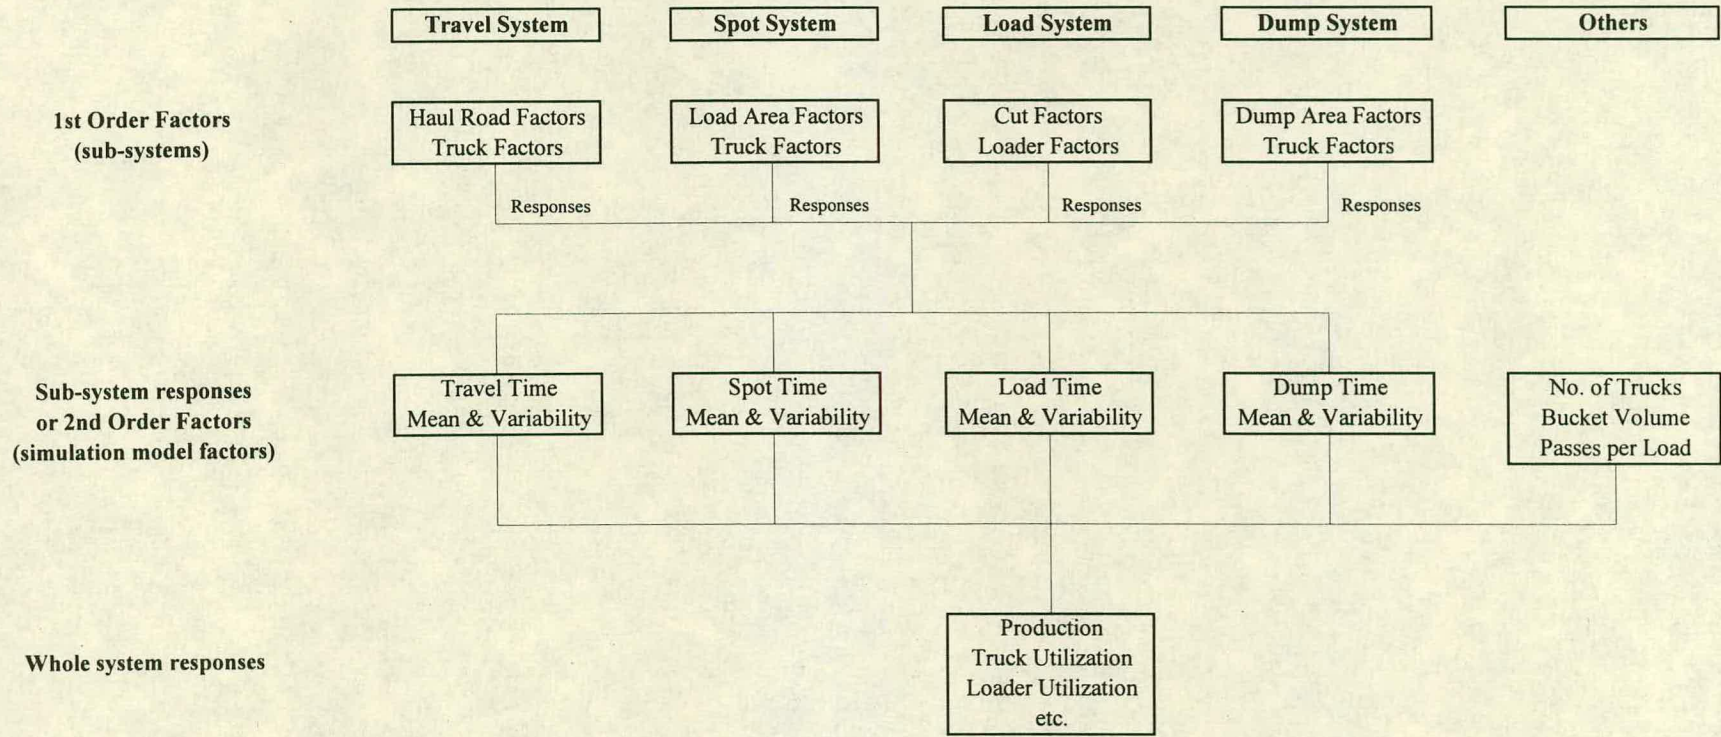 Travel System
Spot System
Load System
Dump System
Others
1st Order Factors
(sub-systems)
Haul Road Factors
Truck Factors
Load Area Factors
Truck Factors
Cut Factors
Loader Factors
Dump Area Factors
Truck Factors
Responses
Responses
Responses
Responses
Sub-system responses
or 2nd Order Factors
(simulation model factors)
Travel Time
Mean & Variability
Spot Time
Mean & Variability
Load Time
Mean & Variability
Dump Time
Mean & Variability
No. of Trucks
Bucket Volume
Passes per Load
Whole system responses
Production
Truck Utilization
Loader Utilization
etc.